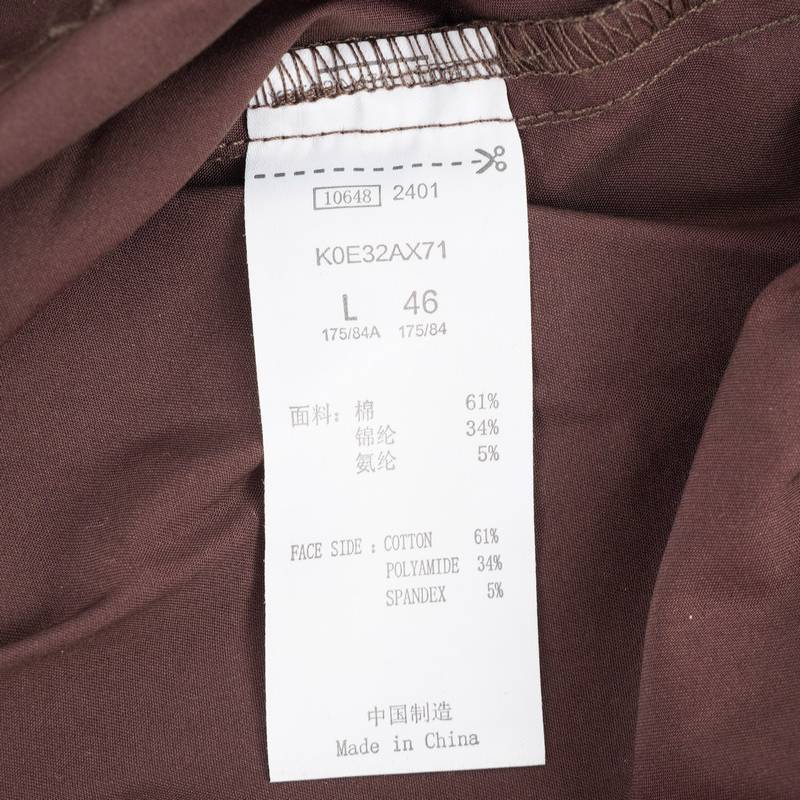 10648 2401
K0E32AX71
L 46
175/84A 175/84
面料: 棉 61%
锦纶 34%
氨纶 5%
FACE SIDE : COTTON 61%
POLYAMIDE 34%
SPANDEX 5%
中国制造
Made in China